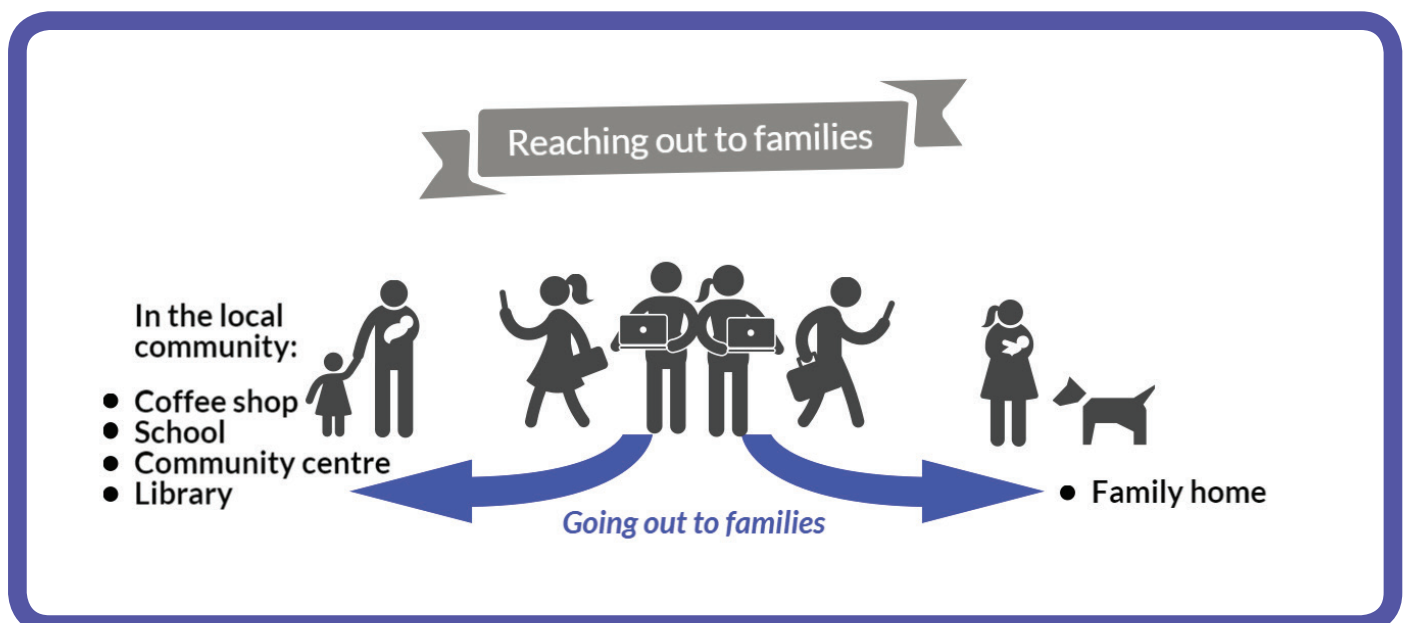 Reaching out to families
In the local
community:
● Coffee shop
● School
● Community centre
● Library
Going out to families
● Family home